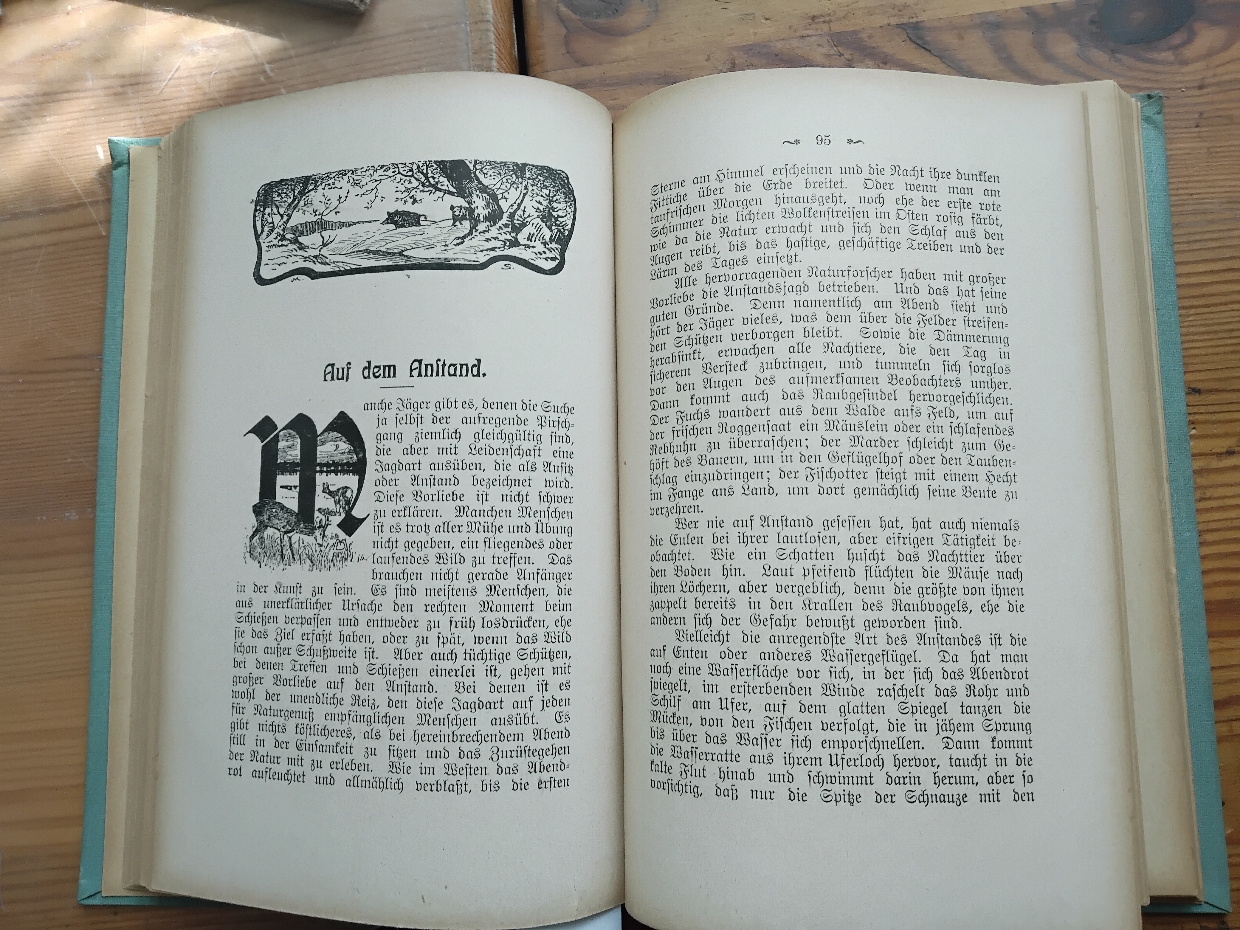 Auf dem Anstand.
Manche Jäger gibt es, denen die Suche
ja selbst der aufregende Pirsch-
gang ziemlich gleichgültig sind,
die aber mit Leidenschaft eine
Jagdart ausüben, die als Ansitz
oder Anstand bezeichnet wird.
Diese Vorliebe ist nicht schwer
zu erklären. Manchen Menschen
ist es trotz aller Mühe und Übung
nicht gegeben, ein fliegendes oder
laufendes Wild zu treffen. Das
brauchen nicht gerade Anfänger
in der Kunst zu sein. Es sind meistens Menschen, die
aus unerklärlicher Ursache den rechten Moment beim
Schießen verpassen und entweder zu früh losdrücken, ehe
sie das Ziel erfaßt haben, oder zu spät, wenn das Wild
schon außer Schußweite ist. Aber auch tüchtige Schützen,
bei denen Treffen und Schießen einerlei ist, gehen mit
großer Vorliebe auf den Anstand. Bei denen ist es
wohl der unendliche Reiz, den diese Jagdart auf jeden
für Naturgenuß empfänglichen Menschen ausübt. Es
gibt nichts köstlicheres, als bei hereinbrechendem Abend
still in der Einsamkeit zu sitzen und das Zurüstegehen
der Natur mit zu erleben. Wie im Westen das Abend-
rot aufleuchtet und allmählich verblaßt, bis die ersten
95
Sterne am Himmel erscheinen und die Nacht ihre dunklen
Fittiche über die Erde breitet. Oder wenn man am
taufrischen Morgen hinausgeht, noch ehe der erste rote
Schimmer die lichten Wolkenstreifen im Osten rosig färbt,
wie da die Natur erwacht und sich den Schlaf aus den
Augen reibt, bis das hastige, geschäftige Treiben und der
Lärm des Tages einsetzt.
Alle hervorragenden Naturforscher haben mit großer
Vorliebe die Anstandsjagd betrieben. Und das hat seine
guten Gründe. Denn namentlich am Abend sieht und
hört der Jäger vieles, was dem über die Felder streifen-
den Schützen verborgen bleibt. Sowie die Dämmerung
herabsinkt, erwachen alle Nachttiere, die den Tag in
sicherem Versteck zubringen, und tummeln sich sorglos
vor den Augen des aufmerksamen Beobachters umher.
Dann kommt auch das Raubgesindel hervorgeschlichen.
Der Fuchs wandert aus dem Walde aufs Feld, um auf
der frischen Roggensaat ein Mäuslein oder ein schlafendes
Rebhuhn zu überraschen; der Marder schleicht zum Ge-
höft des Bauern, um in den Geflügelhof oder den Tauben-
schlag einzudringen; der Fischotter steigt mit einem Hecht
im Fange ans Land, um dort gemächlich seine Beute zu
verzehren.
Wer nie auf Anstand gesessen hat, hat auch niemals
die Eulen bei ihrer lautlosen, aber eifrigen Tätigkeit be-
obachtet. Wie ein Schatten huscht das Nachttier über
den Boden hin. Laut pfeifend flüchten die Mäuse nach
ihren Löchern, aber vergeblich, denn die größte von ihnen
zappelt bereits in den Krallen des Raubvogels, ehe die
andern sich der Gefahr bewußt geworden sind.
Vielleicht die anregendste Art des Anstandes ist die
auf Enten oder anderes Wassergeflügel. Da hat man
noch eine Wasserfläche vor sich, in der sich das Abendrot
spiegelt, im ersterbenden Winde raschelt das Rohr und
Schilf am Ufer, auf dem glatten Spiegel tanzen die
Mücken, von den Fischen verfolgt, die in jähem Sprung
bis über das Wasser sich emporschnellen. Dann kommt
die Wasserratte aus ihrem Uferloch hervor, taucht in die
kalte Flut hinab und schwimmt darin herum, aber so
vorsichtig, daß nur die Spitze der Schnauze mit den